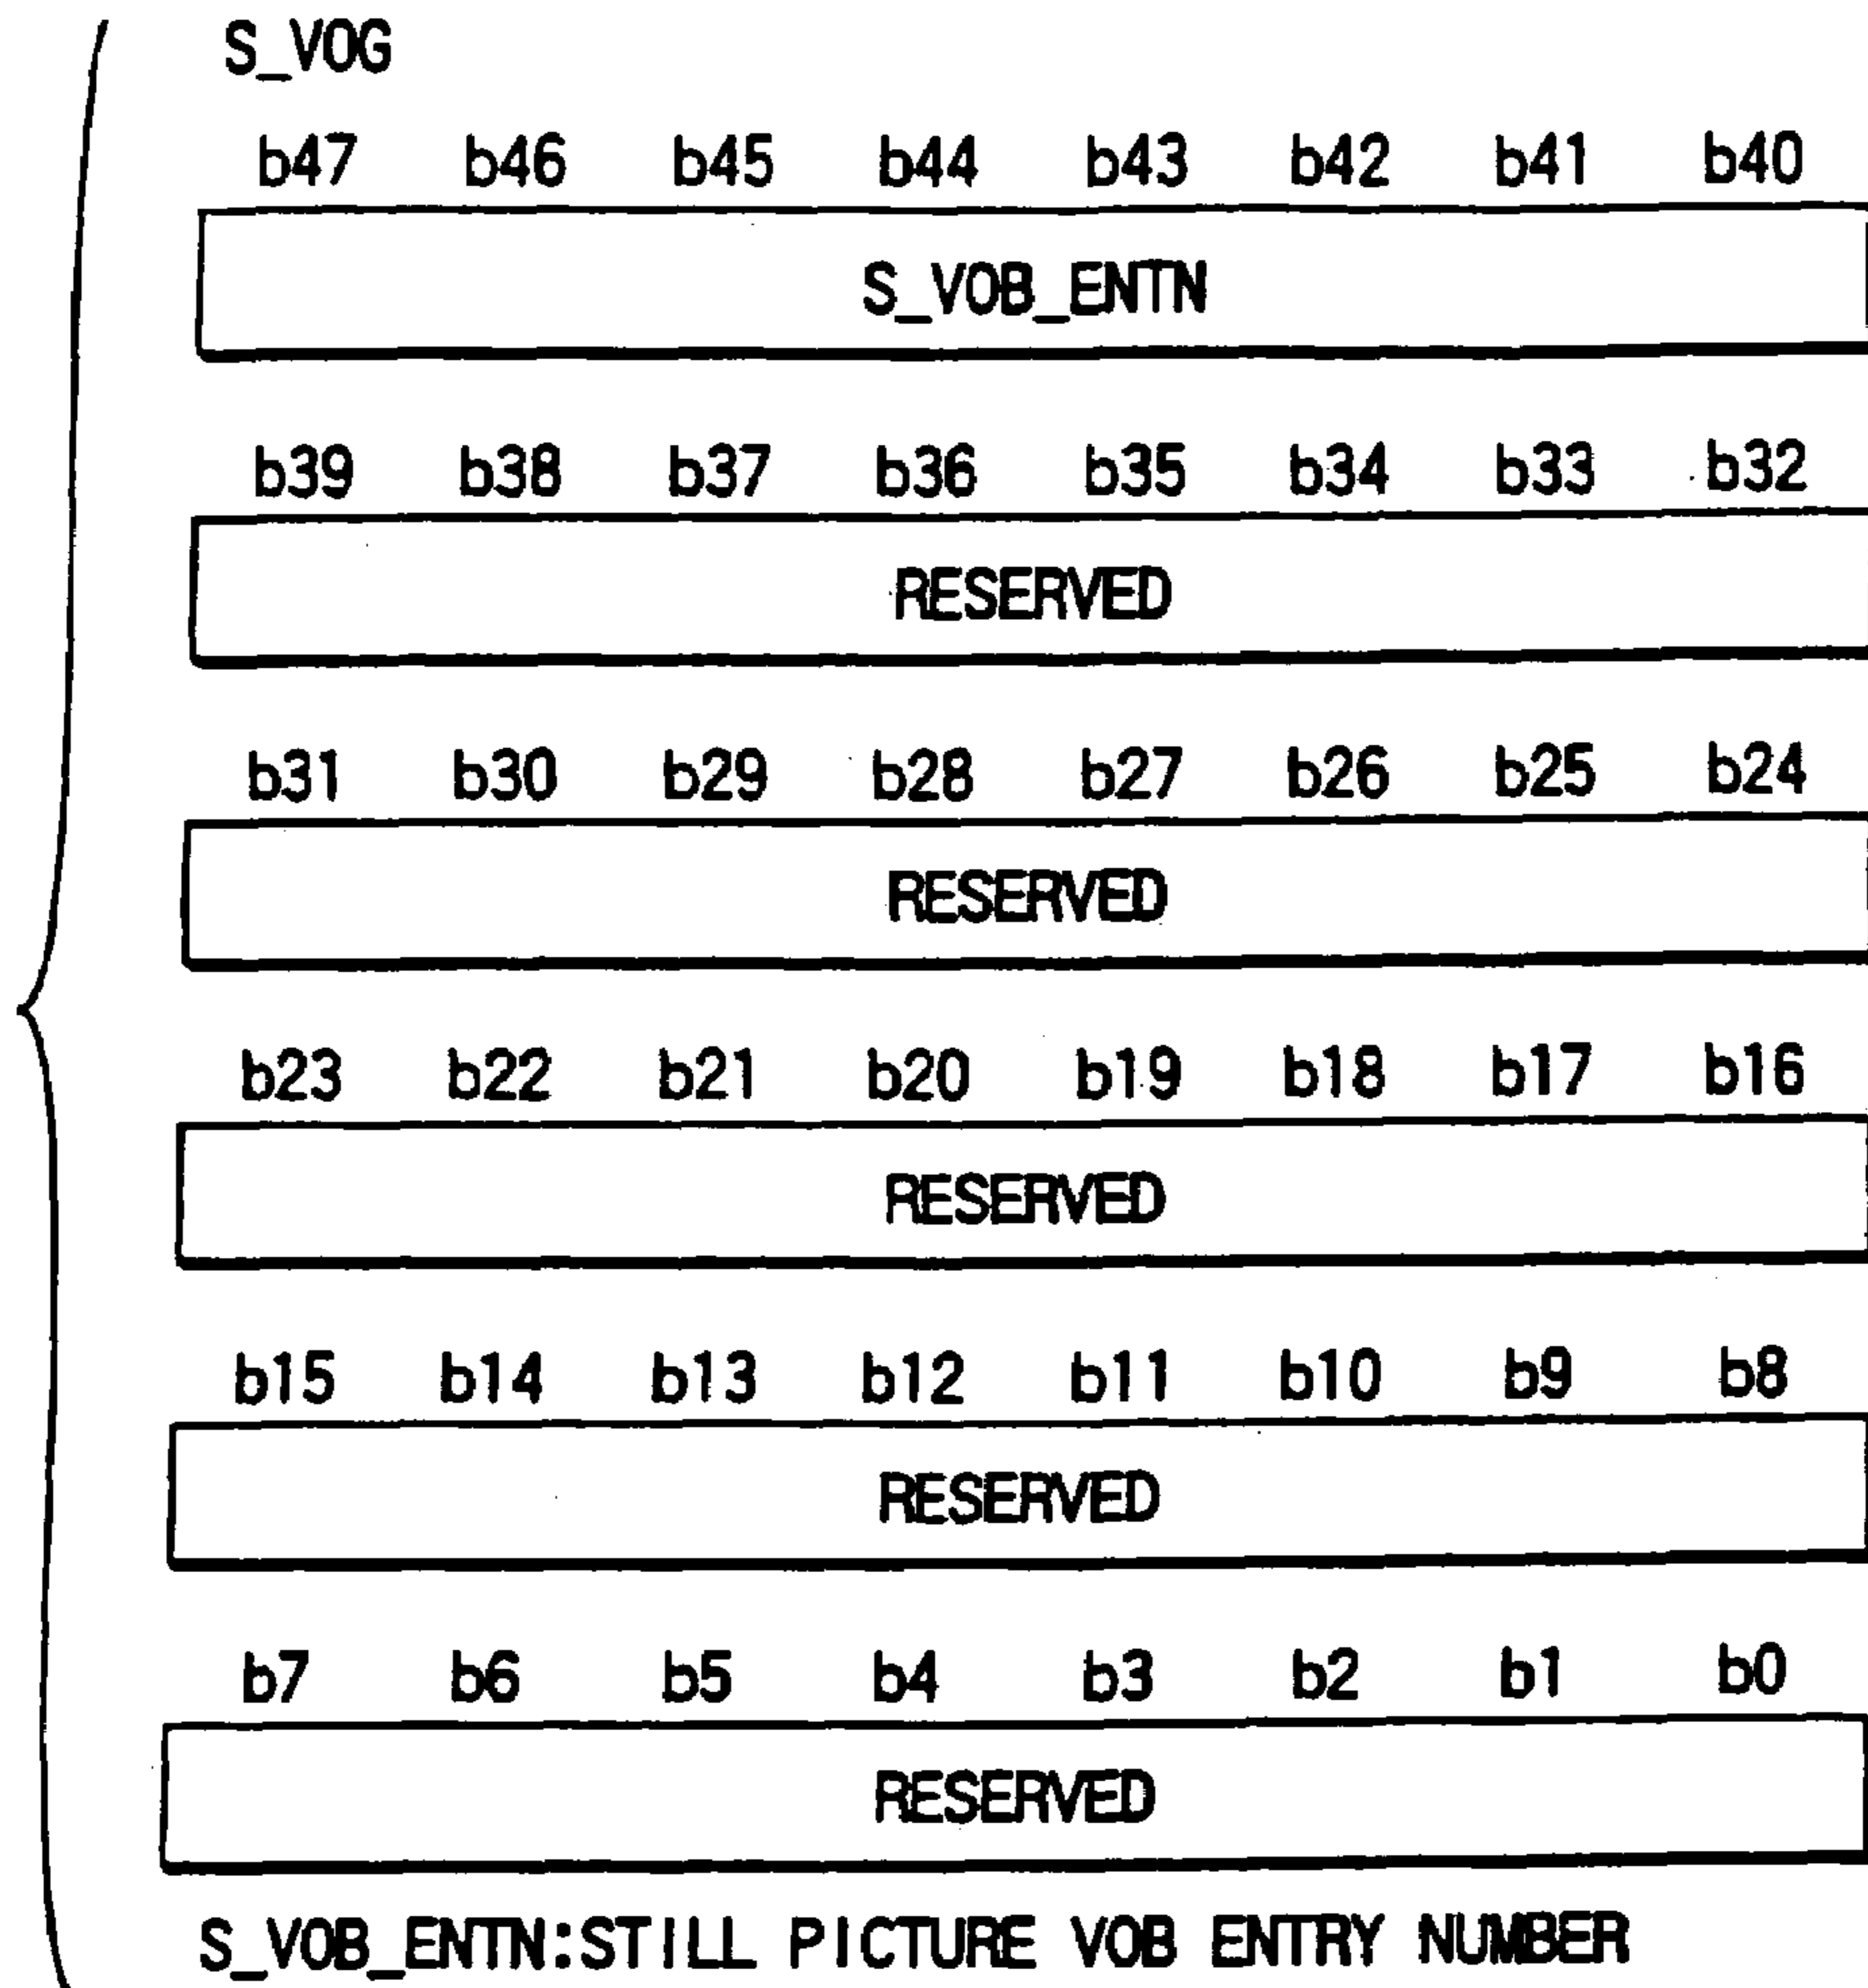 S_VOG
b47 b46 b45 b44 b43 b42 b41 b40
S_VOB_ENTN
b39 b38 b37 b36 b35 b34 b33 b32
RESERVED
b31 b30 b29 b28 b27 b26 b25 b24
RESERVED
b23 b22 b21 b20 b19 b18 b17 b16
RESERVED
b15 b14 b13 b12 b11 b10 b9 b8
RESERVED
b7 b6 b5 b4 b3 b2 b1 b0
RESERVED
S_VOB_ENTN:STILL PICTURE VOB ENTRY NUMBER